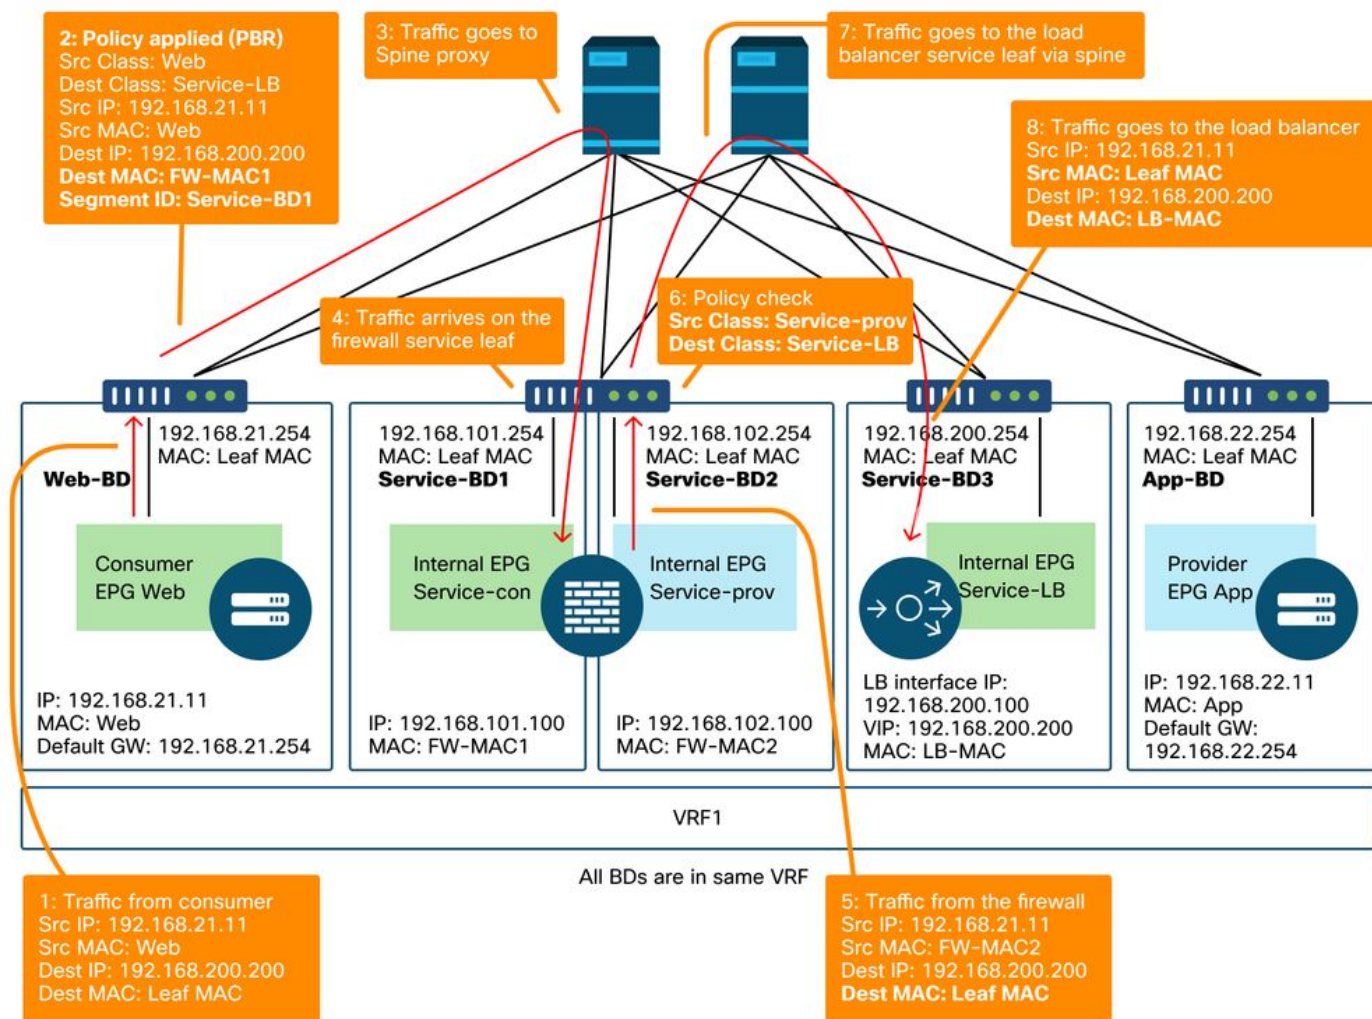 2: Policy applied (PBR)
Src Class: Web
Dest Class: Service-LB
Src IP: 192.168.21.11
Src MAC: Web
Dest IP: 192.168.200.200
Dest MAC: FW-MAC1
Segment ID: Service-BD1
3: Traffic goes to
Spine proxy
7: Traffic goes to the load
balancer service leaf via spine
8: Traffic goes to the load balancer
Src IP: 192.168.21.11
Src MAC: Leaf MAC
Dest IP: 192.168.200.200
Dest MAC: LB-MAC
4: Traffic arrives on the
firewall service leaf
6: Policy check
Src Class: Service-prov
Dest Class: Service-LB
192.168.21.254
MAC: Leaf MAC
Web-BD
Consumer
EPG Web
IP: 192.168.21.11
MAC: Web
Default GW: 192.168.21.254
192.168.101.254
MAC: Leaf MAC
Service-BD1
Internal EPG
Service-con
IP: 192.168.101.100
MAC: FW-MAC1
192.168.102.254
MAC: Leaf MAC
Service-BD2
Internal EPG
Service-prov
IP: 192.168.102.100
MAC: FW-MAC2
192.168.200.254
MAC: Leaf MAC
Service-BD3
Internal EPG
Service-LB
LB interface IP:
192.168.200.100
VIP: 192.168.200.200
MAC: LB-MAC
192.168.22.254
MAC: Leaf MAC
App-BD
Provider
EPG App
IP: 192.168.22.11
MAC: App
Default GW:
192.168.22.254
VRF1
All BDs are in same VRF
1: Traffic from consumer
Src IP: 192.168.21.11
Src MAC: Web
Dest IP: 192.168.200.200
Dest MAC: Leaf MAC
5: Traffic from the firewall
Src IP: 192.168.21.11
Src MAC: FW-MAC2
Dest IP: 192.168.200.200
Dest MAC: Leaf MAC